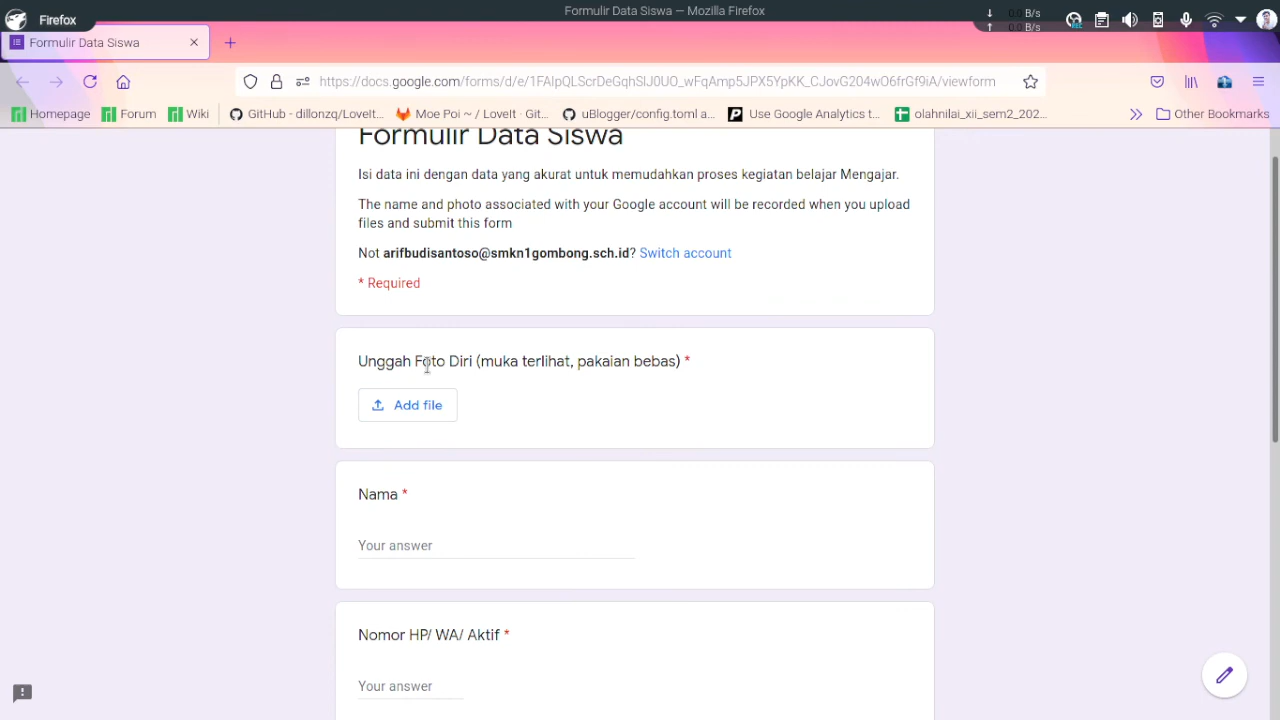 Firefox
Formulir Data Siswa — Mozilla Firefox
0.0 B/s
0.0 B/s
Formulir Data Siswa
https://docs.google.com/forms/d/e/1FAIpQLScrDeGqhSlJ0UO_wFqAmp5JPX5YpKK_CJovG204wO6frGf9iA/viewform
Homepage Forum Wiki GitHub - dillonzq/LoveIt... Moe Poi ~ / LoveIt · Git... uBlogger/config.toml a... Use Google Analytics t... olahnilai_xii_sem2_202... Other Bookmarks
Formulir Data Siswa
Isi data ini dengan data yang akurat untuk memudahkan proses kegiatan belajar Mengajar.
The name and photo associated with your Google account will be recorded when you upload
files and submit this form
Not arifbudisantoso@smkn1gombong.sch.id? Switch account
* Required
Unggah Foto Diri (muka terlihat, pakaian bebas) *
Add file
Nama *
Your answer
Nomor HP/ WA/ Aktif *
Your answer